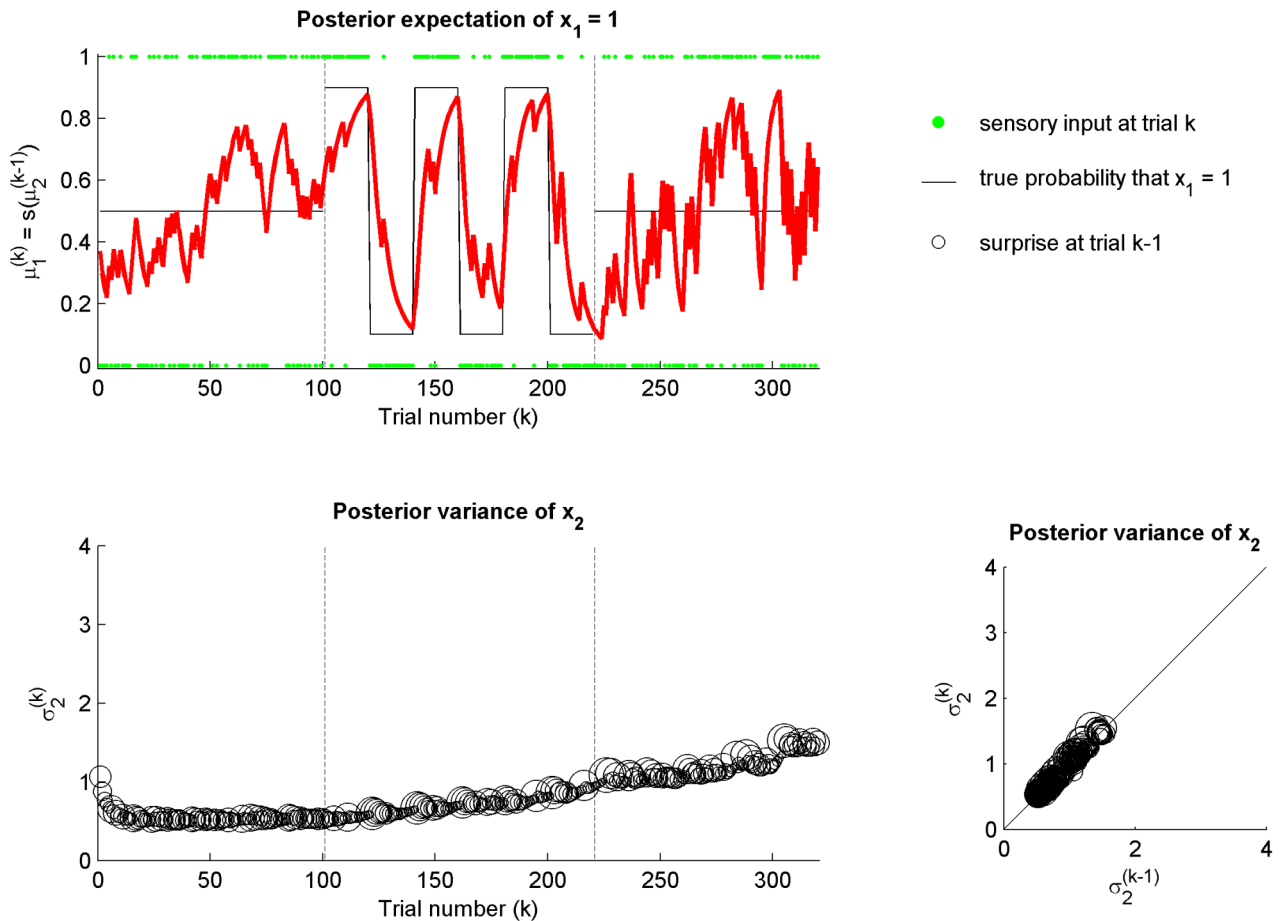 Posterior expectation of x₁ = 1
μ₁⁽ᵏ⁾ = s(μ₂⁽ᵏ⁻¹⁾)
1
0.8
0.6
0.4
0.2
0
0 50 100 150 200 250 300
Trial number (k)
sensory input at trial k
true probability that x₁ = 1
surprise at trial k-1
Posterior variance of x₂
σ₂⁽ᵏ⁾
4
3
2
1
0
0 50 100 150 200 250 300
Trial number (k)
Posterior variance of x₂
σ₂⁽ᵏ⁾
4
3
2
1
0
0 2 4
σ₂⁽ᵏ⁻¹⁾